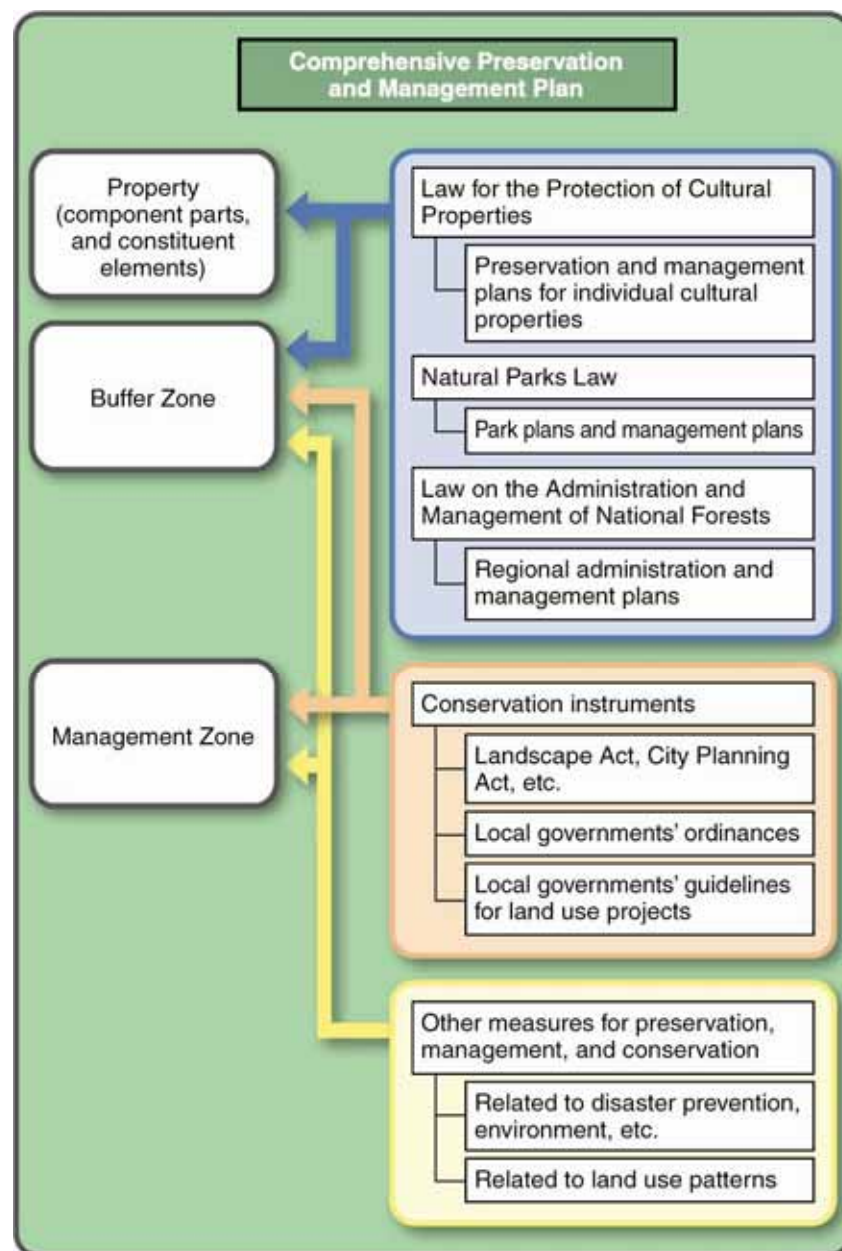 Comprehensive Preservation
and Management Plan
Property
(component parts,
and constituent
elements)
Buffer Zone
Management Zone
Law for the Protection of Cultural
Properties
Preservation and management
plans for individual cultural
properties
Natural Parks Law
Park plans and management plans
Law on the Administration and
Management of National Forests
Regional administration and
management plans
Conservation instruments
Landscape Act, City Planning
Act, etc.
Local governments’ ordinances
Local governments’ guidelines
for land use projects
Other measures for preservation,
management, and conservation
Related to disaster prevention,
environment, etc.
Related to land use patterns